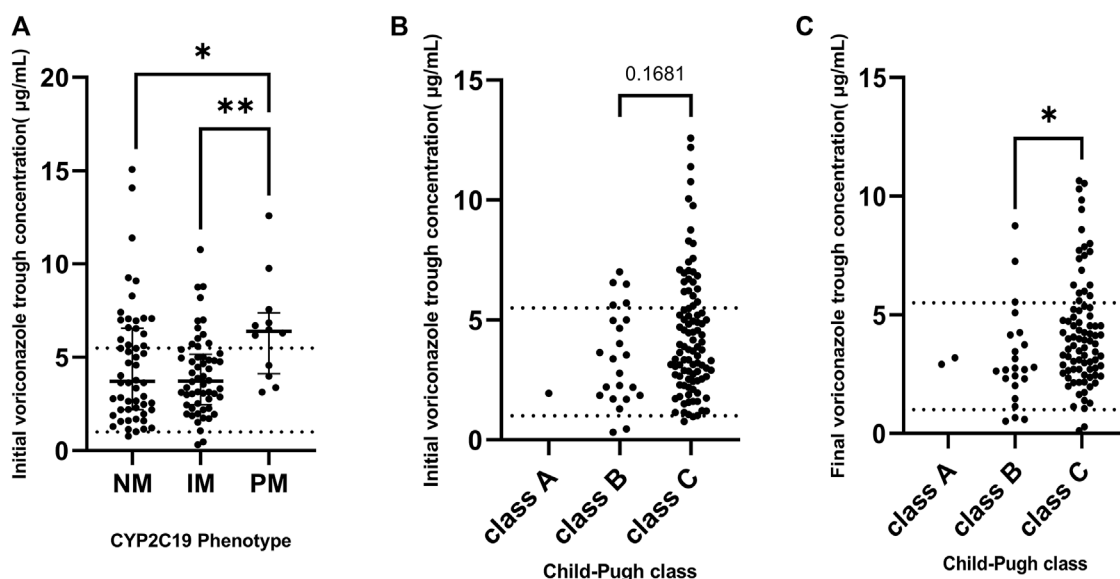 A
Initial voriconazole trough concentration( µg/mL)
20
15
10
5
0
*
**
NM IM PM
CYP2C19 Phenotype
B
Initial voriconazole trough concentration( µg/mL)
15
10
5
0
0.1681
class A class B class C
Child-Pugh class
C
Final voriconazole trough concentration( µg/mL)
15
10
5
0
*
class A class B class C
Child-Pugh class